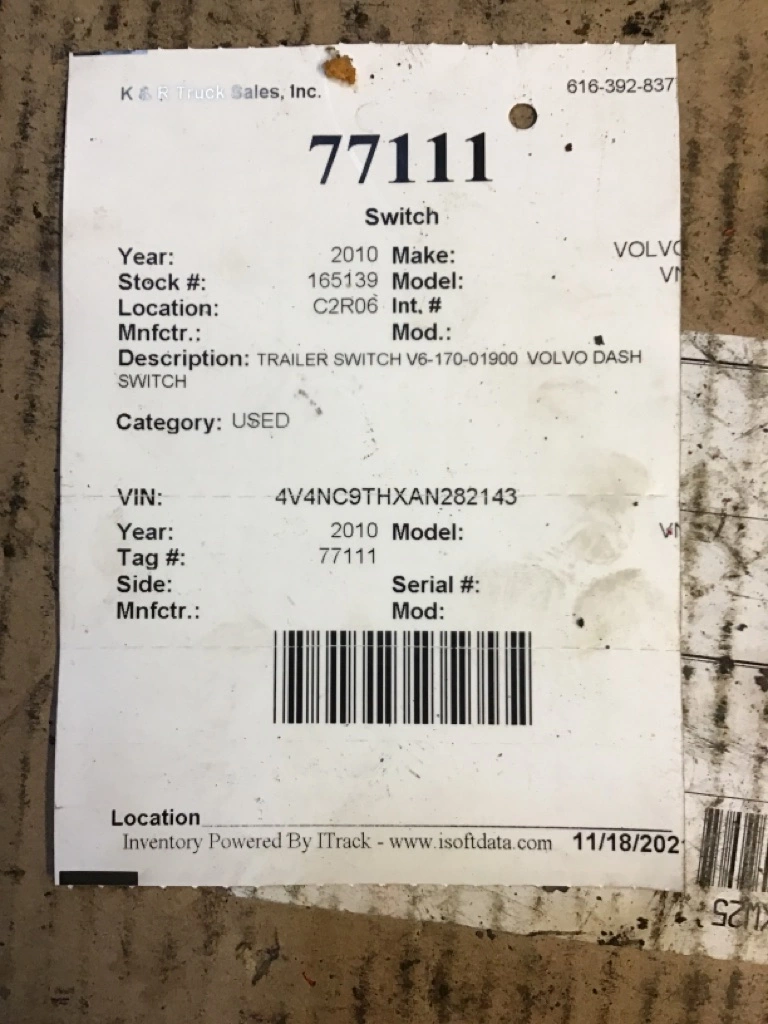 K & R Truck Sales, Inc. 616-392-837
77111
Switch
Year: 2010 Make: VOLVO
Stock #: 165139 Model: VN
Location: C2R06 Int. #
Mnfctr.: Mod.:
Description: TRAILER SWITCH V6-170-01900 VOLVO DASH
SWITCH
Category: USED
VIN: 4V4NC9THXAN282143
Year: 2010 Model: VN
Tag #: 77111
Side: Serial #:
Mnfctr.: Mod:
Location
Inventory Powered By ITrack - www.isoftdata.com 11/18/202